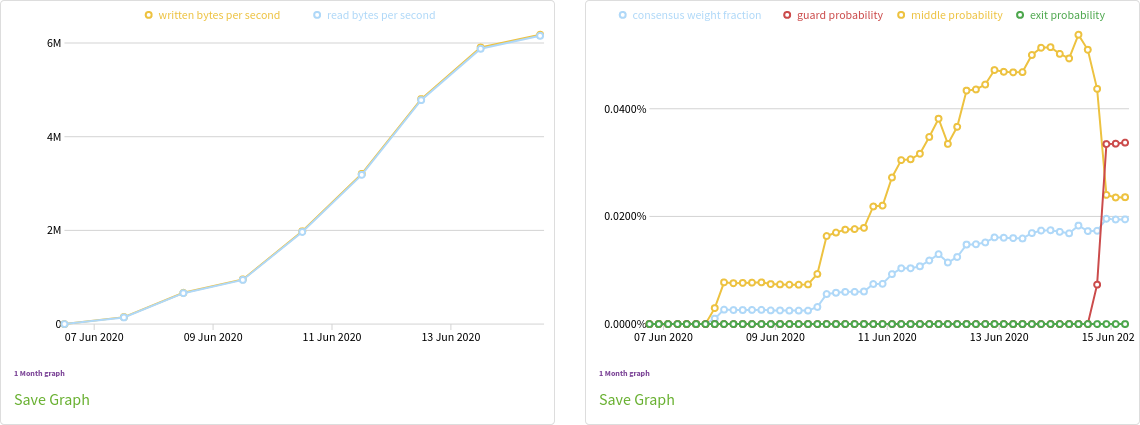 written bytes per second read bytes per second
6M
4M
2M
0
07 Jun 2020 09 Jun 2020 11 Jun 2020 13 Jun 2020
1 Month graph
Save Graph
consensus weight fraction guard probability middle probability exit probability
0.0400%
0.0200%
0.0000%
07 Jun 2020 09 Jun 2020 11 Jun 2020 13 Jun 2020 15 Jun 202
1 Month graph
Save Graph